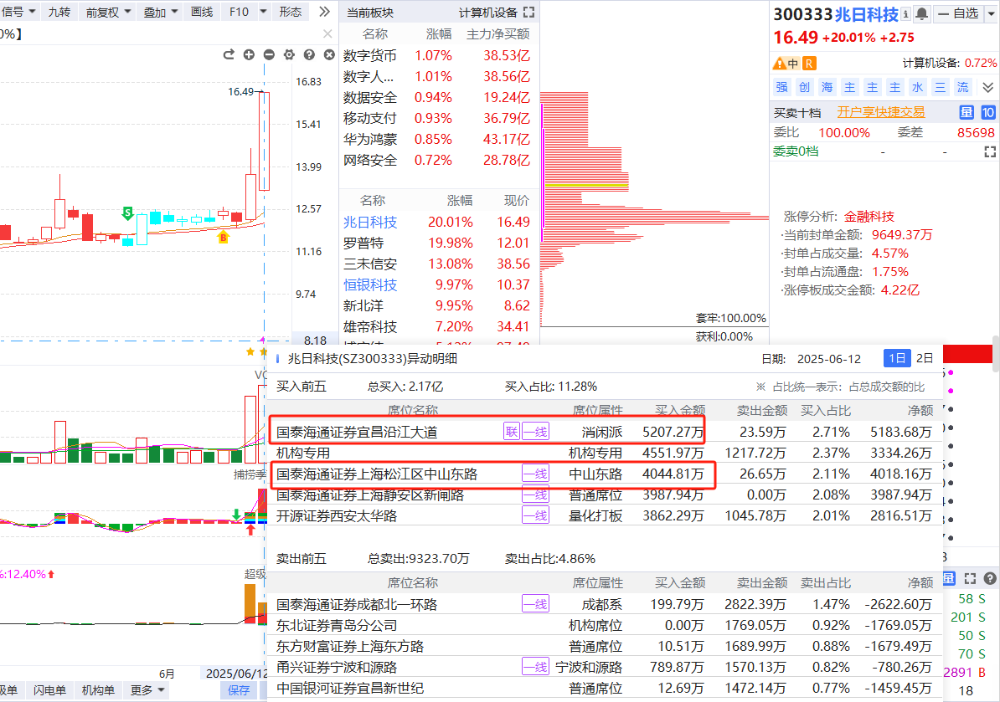 信号 九转 前复权 叠加 画线 F10 形态
0%】
16.49
16.83
15.41
13.99
12.57
11.16
9.74
8.18
S
B
当前板块 计算机设备
名称 涨幅 主力净买额
数字货币 1.07% 38.53亿
数字人... 1.01% 38.56亿
数据安全 0.94% 19.24亿
移动支付 0.93% 36.79亿
华为鸿蒙 0.85% 43.17亿
网络安全 0.72% 28.78亿
名称 涨幅 现价
兆日科技 20.01% 16.49
罗普特 19.98% 12.01
三未信安 13.08% 38.56
恒银科技 9.97% 10.37
新北洋 9.95% 8.62
雄帝科技 7.20% 34.41
套牢:100.00%
获利:0.00%
300333兆日科技 自选
16.49 +20.01% +2.75
中 R 计算机设备: 0.72%
强 创 海 主 主 主 水 三 流
买卖十档 开户享快捷交易 量 10
委比 100.00% 委差 85698
委卖0档 - -
涨停分析: 金融科技
·当前封单金额: 9649.37万
·封单占成交量: 4.57%
·封单占流通盘: 1.75%
·涨停板成交金额: 4.22亿
兆日科技(SZ300333)异动明细 日期: 2025-06-12 1日 2日
买入前五 总买入: 2.17亿 买入占比: 11.28% ※ 占比统一表示: 占总成交额的比
席位名称 席位属性 买入金额 卖出金额 买入占比 净额
国泰海通证券宜昌沿江大道 联 一线 消闲派 5207.27万 23.59万 2.71% 5183.68万
机构专用 机构专用 4551.97万 1217.72万 2.37% 3334.26万
国泰海通证券上海松江区中山东路 一线 中山东路 4044.81万 26.65万 2.11% 4018.16万
国泰海通证券上海静安区新闸路 一线 普通席位 3987.94万 0.00万 2.08% 3987.94万
开源证券西安太华路 一线 量化打板 3862.29万 1045.78万 2.01% 2816.51万
卖出前五 总卖出:9323.70万 卖出占比:4.86%
席位名称 席位属性 买入金额 卖出金额 卖出占比 净额
国泰海通证券成都北一环路 一线 成都系 199.79万 2822.39万 1.47% -2622.60万
东北证券青岛分公司 机构席位 0.00万 1769.05万 0.92% -1769.05万
东方财富证券上海东方路 普通席位 10.51万 1689.99万 0.88% -1679.49万
甬兴证券宁波和源路 一线 宁波和源路 789.87万 1570.13万 0.82% -780.26万
中国银河证券宜昌新世纪 普通席位 12.69万 1472.14万 0.77% -1459.45万
VO
捕捞季
%:12.40% 超级
6月 2025/06/12
单 闪电单 机构单 更多 保存
量
58 S
201 S
50 S
70 S
2891 B
18